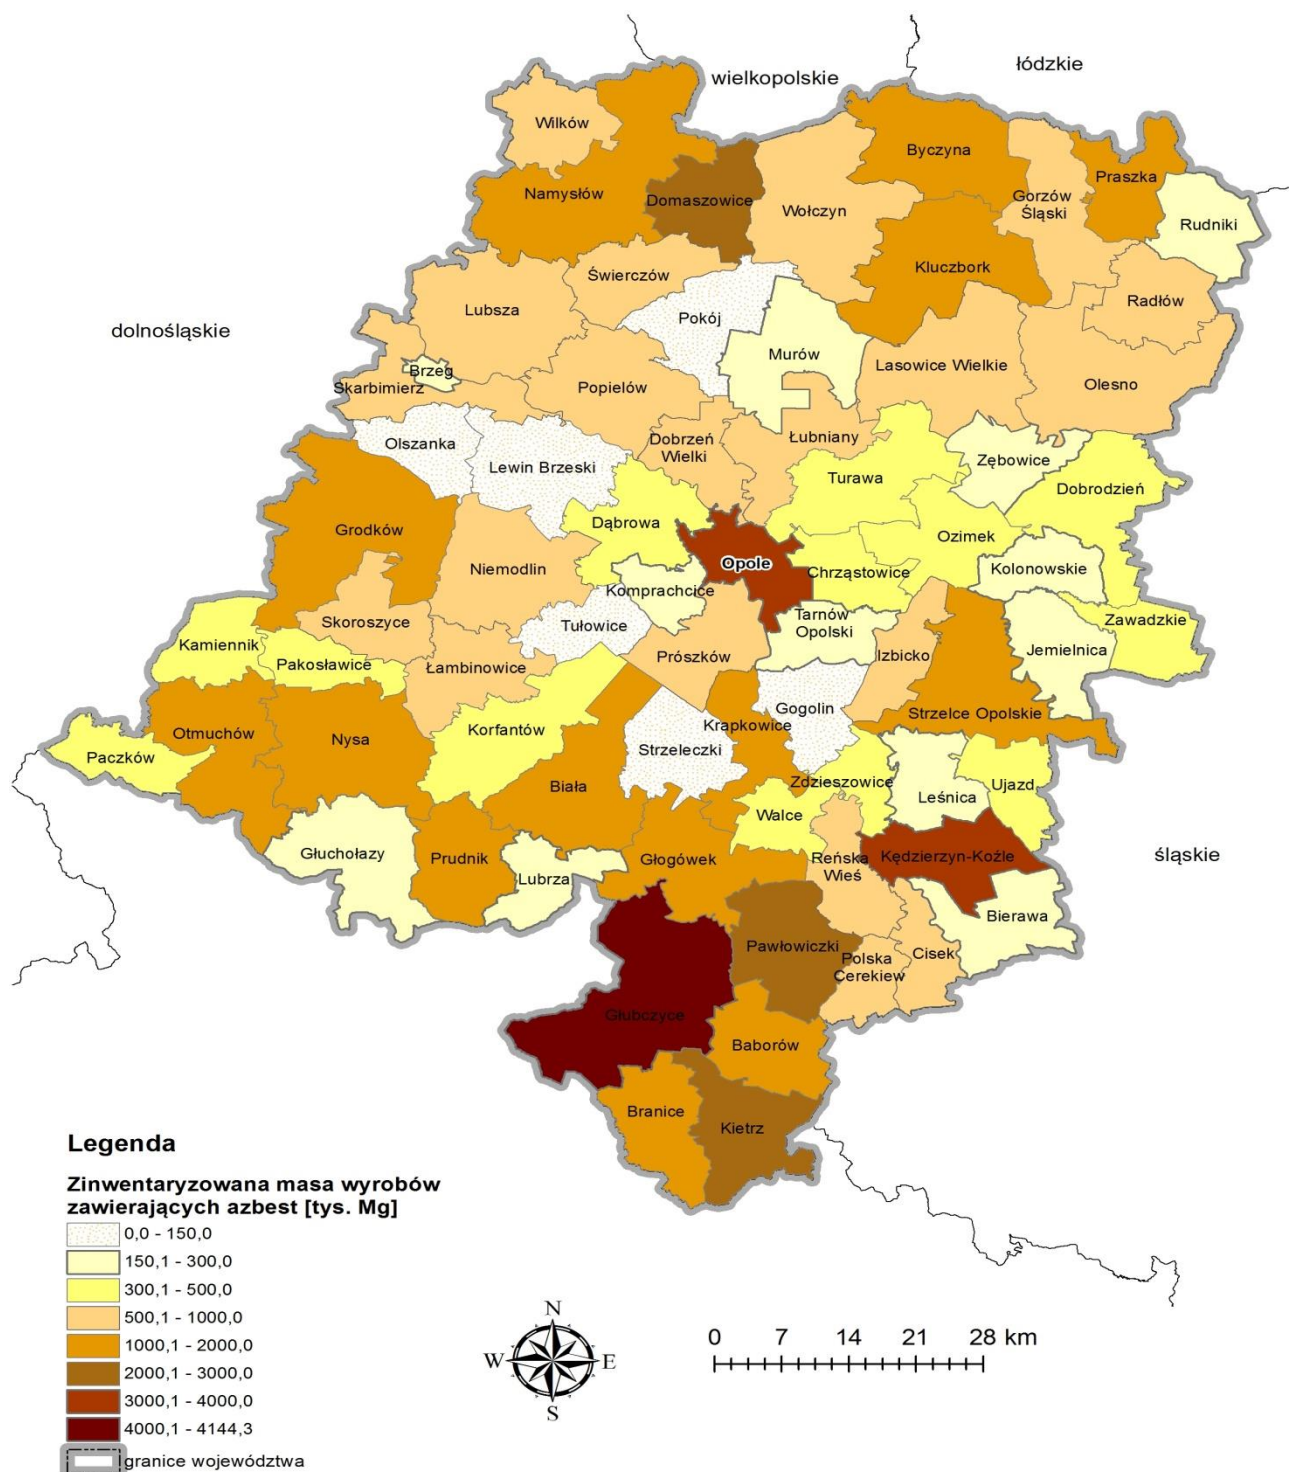 łódzkie
wielkopolskie
Wilków
Byczyna
Praszka
Namysłów
Domaszowice
Gorzów
Śląski
Wołczyn
Rudniki
Kluczbork
Świerczów
Radłów
Lubsza
Pokój
dolnośląskie
Murów
Brzeg
Lasowice Wielkie
Skarbimierz
Popielów
Olesno
Olszanka
Dobrzeń
Wielki
Łubniany
Lewin Brzeski
Zębowice
Turawa
Dobrodzień
Dąbrowa
Grodków
Ozimek
Opole
Niemodlin
Chrząstowice
Kolonowskie
Komprachcice
Tarnów
Opolski
Skoroszyce
Tułowice
Zawadzkie
Kamiennik
Jemielnica
Pakosławice
Łambinowice
Prószków
Izbicko
Gogolin
Strzelce Opolskie
Otmuchów
Nysa
Korfantów
Krapkowice
Strzeleczki
Paczków
Zdzieszowice
Ujazd
Biała
Leśnica
Walce
Głuchołazy
Prudnik
Głogówek
Reńska
Wieś
Kędzierzyn-Koźle
śląskie
Lubrza
Bierawa
Pawłowiczki
Polska
Cerekiew
Cisek
Głubczyce
Baborów
Branice
Kietrz
Legenda
Zinwentaryzowana masa wyrobów
zawierających azbest [tys. Mg]
0,0 - 150,0
150,1 - 300,0
300,1 - 500,0
500,1 - 1000,0
1000,1 - 2000,0
2000,1 - 3000,0
3000,1 - 4000,0
4000,1 - 4144,3
granice województwa
N
W E
S
0 7 14 21 28 km